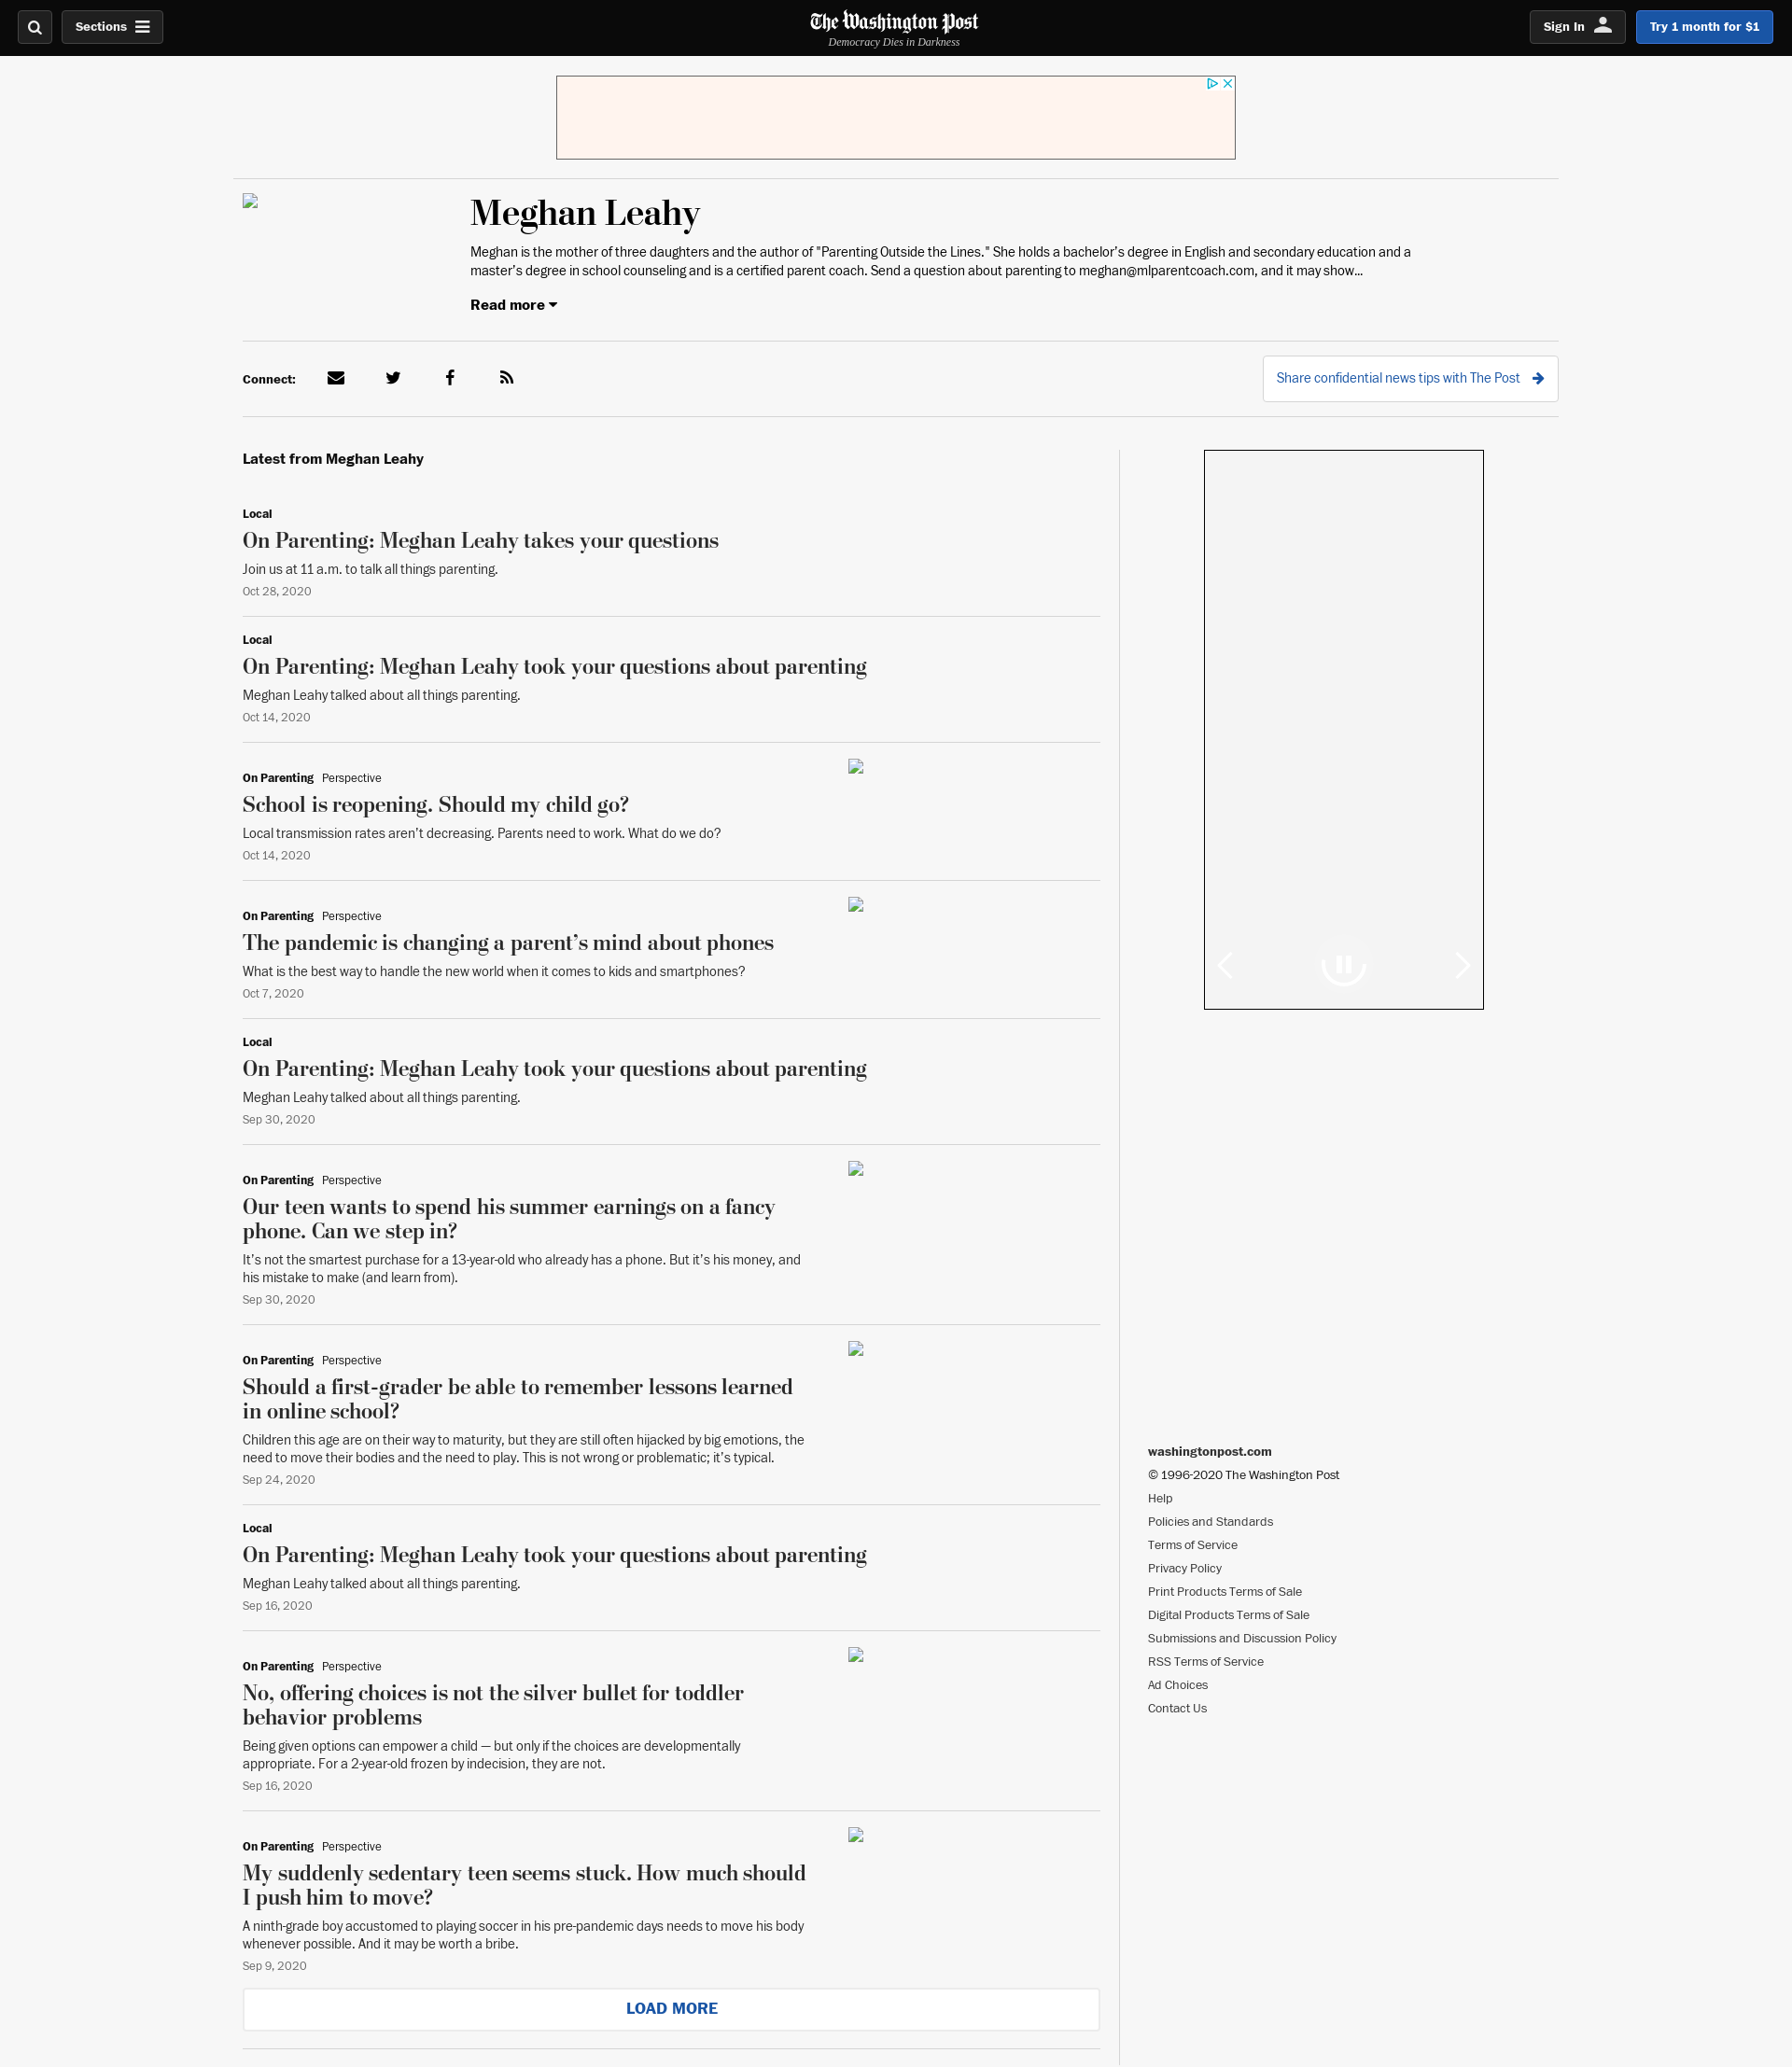 Sections
The Washington Post
Democracy Dies in Darkness
Sign In
Try 1 month for $1
Meghan Leahy
Meghan is the mother of three daughters and the author of "Parenting Outside the Lines." She holds a bachelor's degree in English and secondary education and a
master's degree in school counseling and is a certified parent coach. Send a question about parenting to meghan@mlparentcoach.com, and it may show...
Read more
Connect:
Share confidential news tips with The Post
Latest from Meghan Leahy
Local
On Parenting: Meghan Leahy takes your questions
Join us at 11 a.m. to talk all things parenting.
Oct 28, 2020
Local
On Parenting: Meghan Leahy took your questions about parenting
Meghan Leahy talked about all things parenting.
Oct 14, 2020
On Parenting Perspective
School is reopening. Should my child go?
Local transmission rates aren’t decreasing. Parents need to work. What do we do?
Oct 14, 2020
On Parenting Perspective
The pandemic is changing a parent’s mind about phones
What is the best way to handle the new world when it comes to kids and smartphones?
Oct 7, 2020
Local
On Parenting: Meghan Leahy took your questions about parenting
Meghan Leahy talked about all things parenting.
Sep 30, 2020
On Parenting Perspective
Our teen wants to spend his summer earnings on a fancy
phone. Can we step in?
It’s not the smartest purchase for a 13-year-old who already has a phone. But it’s his money, and
his mistake to make (and learn from).
Sep 30, 2020
On Parenting Perspective
Should a first-grader be able to remember lessons learned
in online school?
Children this age are on their way to maturity, but they are still often hijacked by big emotions, the
need to move their bodies and the need to play. This is not wrong or problematic; it’s typical.
Sep 24, 2020
Local
On Parenting: Meghan Leahy took your questions about parenting
Meghan Leahy talked about all things parenting.
Sep 16, 2020
On Parenting Perspective
No, offering choices is not the silver bullet for toddler
behavior problems
Being given options can empower a child — but only if the choices are developmentally
appropriate. For a 2-year-old frozen by indecision, they are not.
Sep 16, 2020
On Parenting Perspective
My suddenly sedentary teen seems stuck. How much should
I push him to move?
A ninth-grade boy accustomed to playing soccer in his pre-pandemic days needs to move his body
whenever possible. And it may be worth a bribe.
Sep 9, 2020
LOAD MORE
washingtonpost.com
© 1996-2020 The Washington Post
Help
Policies and Standards
Terms of Service
Privacy Policy
Print Products Terms of Sale
Digital Products Terms of Sale
Submissions and Discussion Policy
RSS Terms of Service
Ad Choices
Contact Us